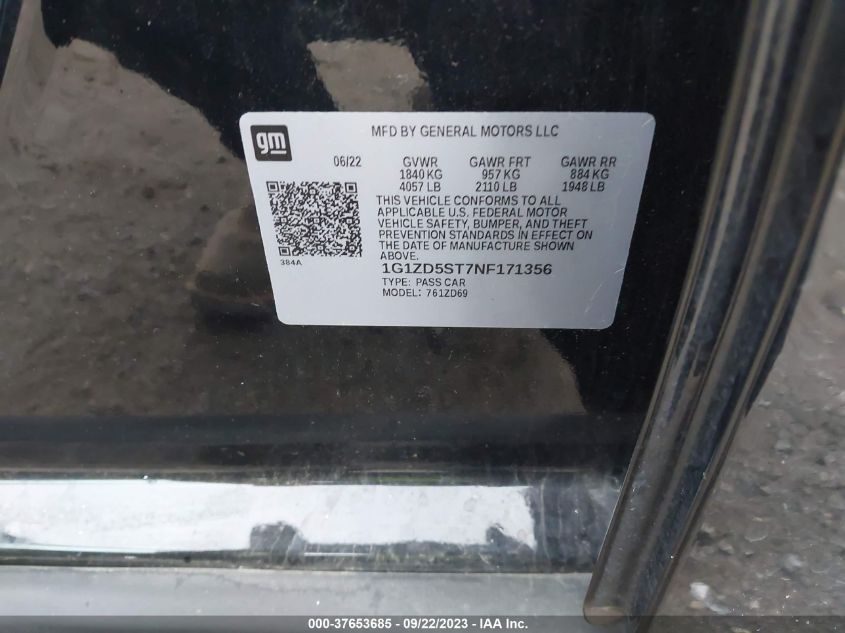 gm
MFD BY GENERAL MOTORS LLC
06/22 GVWR GAWR FRT GAWR RR
1840 KG 957 KG 884 KG
4057 LB 2110 LB 1948 LB
THIS VEHICLE CONFORMS TO ALL
APPLICABLE U.S. FEDERAL MOTOR
VEHICLE SAFETY, BUMPER, AND THEFT
PREVENTION STANDARDS IN EFFECT ON
THE DATE OF MANUFACTURE SHOWN
ABOVE.
384A
1G1ZD5ST7NF171356
TYPE: PASS CAR
MODEL: 761ZD69
000-37653685 - 09/22/2023 - IAA Inc.